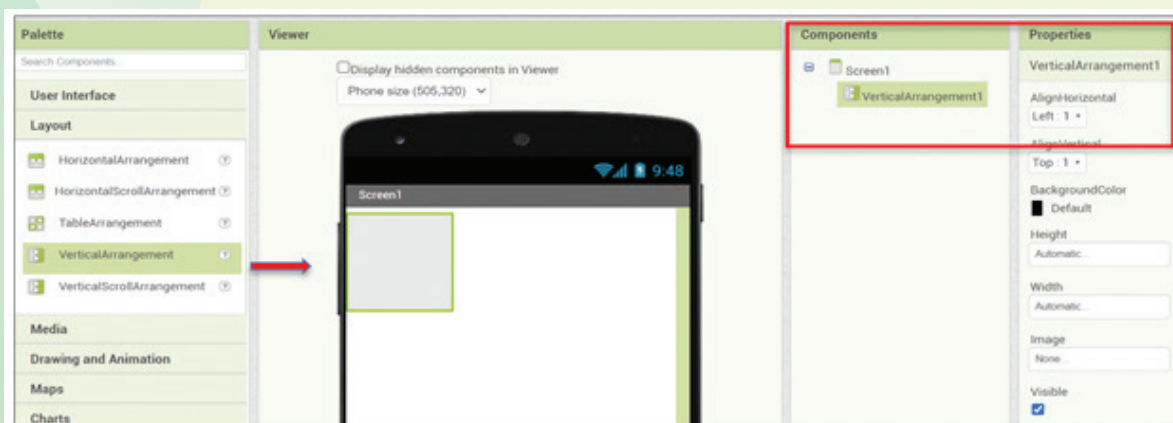 Palette
Search Components...
User Interface
Layout
HorizontalArrangement
HorizontalScrollArrangement
TableArrangement
VerticalArrangement
VerticalScrollArrangement
Media
Drawing and Animation
Maps
Charts
Viewer
Display hidden components in Viewer
Phone size (505,320)
9:48
Screen1
Components
Screen1
VerticalArrangement1
Properties
VerticalArrangement1
AlignHorizontal
Left : 1
AlignVertical
Top : 1
BackgroundColor
Default
Height
Automatic...
Width
Automatic...
Image
None...
Visible